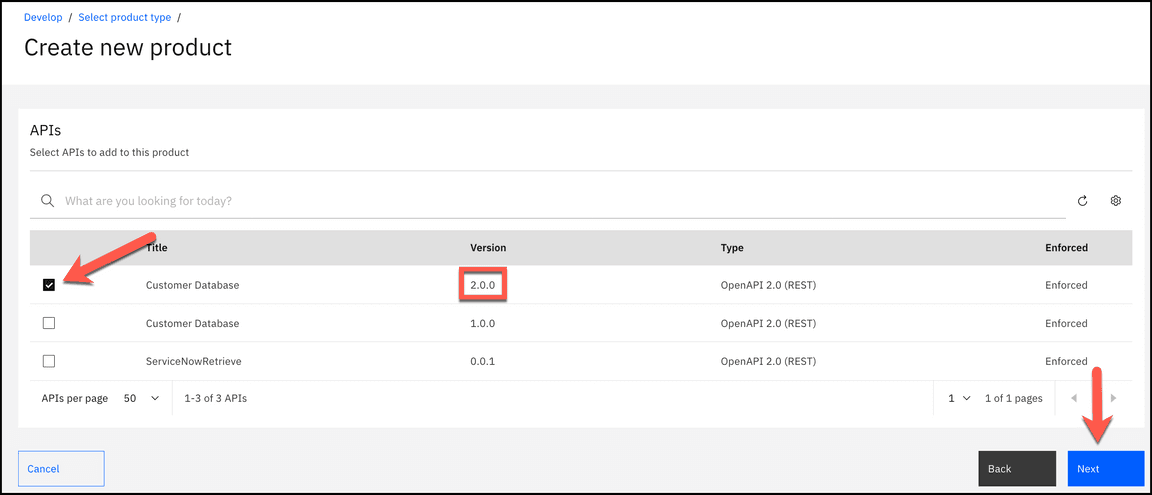 Develop / Select product type /
Create new product
APIs
Select APIs to add to this product
What are you looking for today?
Title Version Type Enforced
Customer Database 2.0.0 OpenAPI 2.0 (REST) Enforced
Customer Database 1.0.0 OpenAPI 2.0 (REST) Enforced
ServiceNowRetrieve 0.0.1 OpenAPI 2.0 (REST) Enforced
APIs per page 50 1-3 of 3 APIs 1 1 of 1 pages
Cancel Back Next